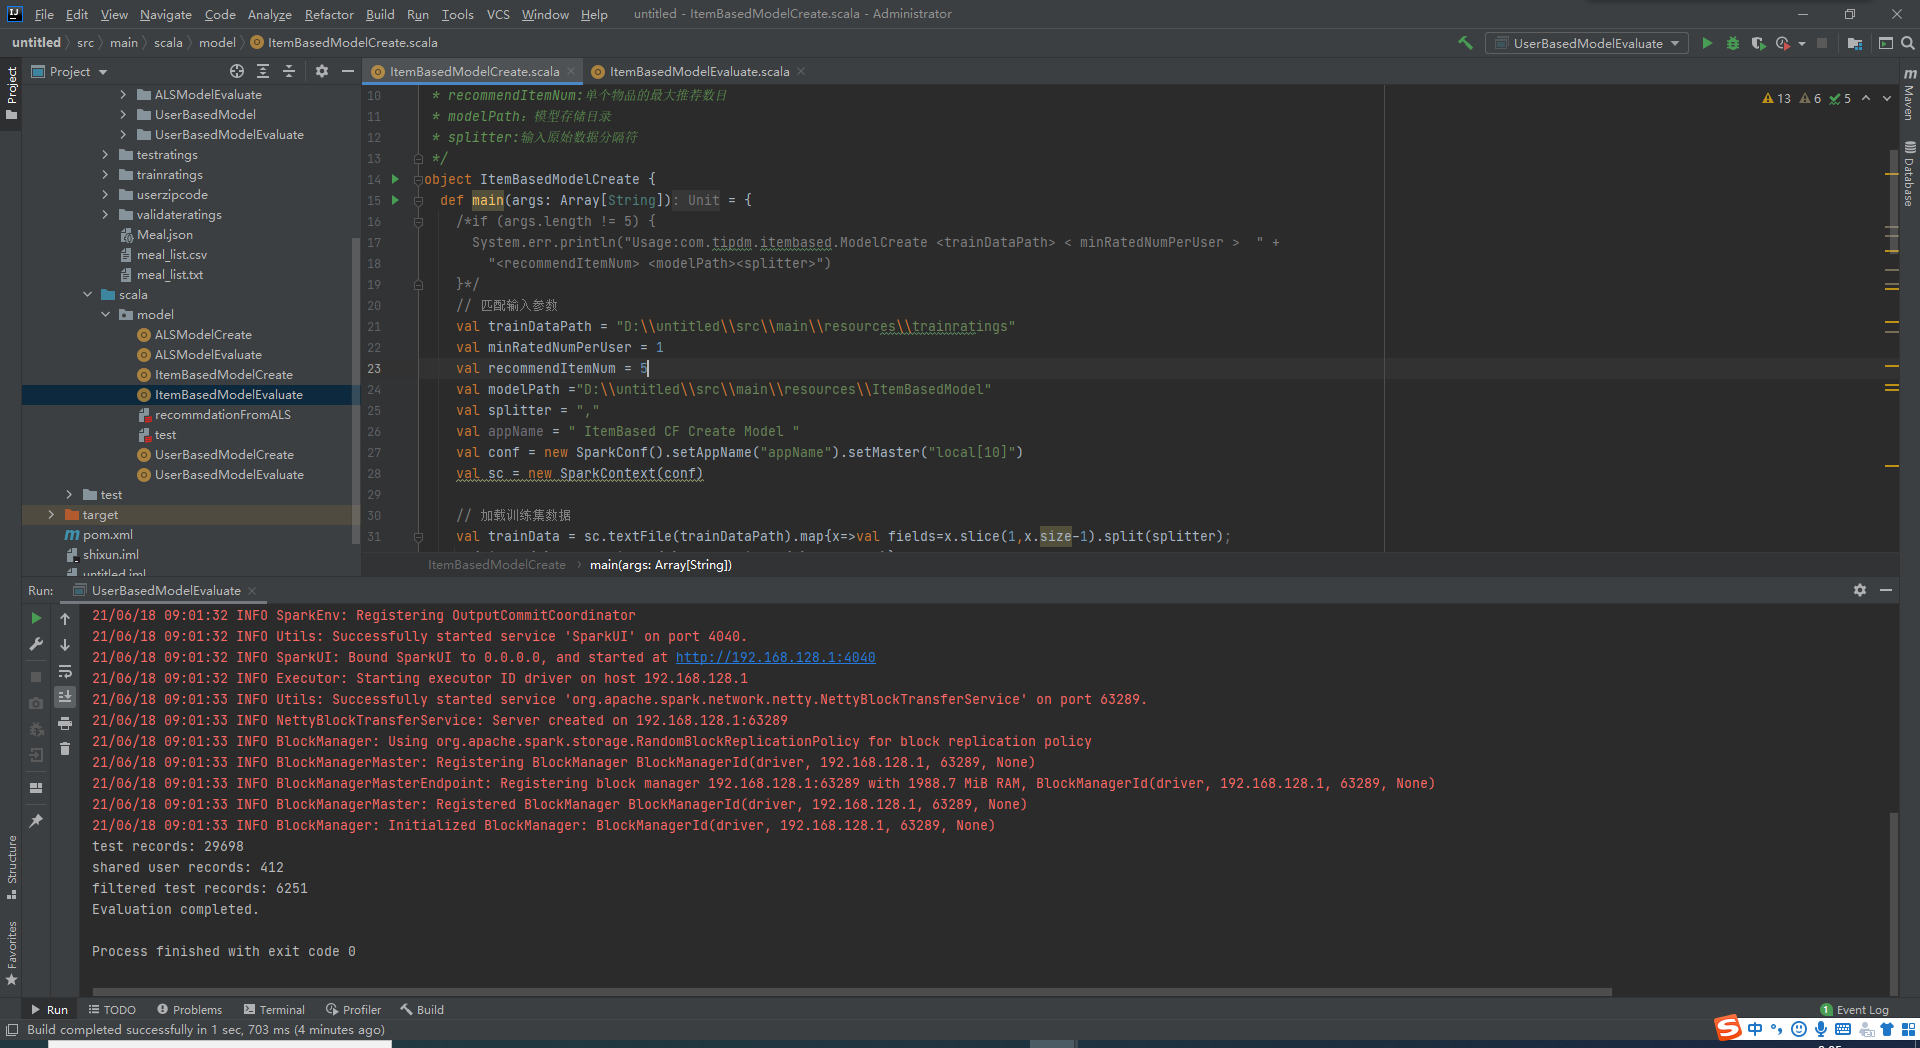 File Edit View Navigate Code Analyze Refactor Build Run Tools VCS Window Help untitled - ItemBasedModelCreate.scala - Administrator
untitled src main scala model ItemBasedModelCreate.scala
UserBasedModelEvaluate
Project
ItemBasedModelCreate.scala
ItemBasedModelEvaluate.scala
Project
ALSModelEvaluate
UserBasedModel
UserBasedModelEvaluate
testratings
trainratings
userzipcode
validateratings
Meal.json
meal_list.csv
meal_list.txt
scala
model
ALSModelCreate
ALSModelEvaluate
ItemBasedModelCreate
ItemBasedModelEvaluate
recommdationFromALS
test
UserBasedModelCreate
UserBasedModelEvaluate
test
target
pom.xml
shixun.iml
untitled.iml
13 6 5
Maven
Database
10 * recommendItemNum:单个物品的最大推荐数目
11 * modelPath: 模型存储目录
12 * splitter:输入原始数据分隔符
13 */
14 object ItemBasedModelCreate {
15 def main(args: Array[String]): Unit = {
16 /*if (args.length != 5) {
17 System.err.println("Usage:com.tipdm.itembased.ModelCreate <trainDataPath> < minRatedNumPerUser >  " +
18 "<recommendItemNum> <modelPath><splitter>")
19 }*/
20 // 匹配输入参数
21 val trainDataPath = "D:\\untitled\\src\\main\\resources\\trainratings"
22 val minRatedNumPerUser = 1
23 val recommendItemNum = 5
24 val modelPath ="D:\\untitled\\src\\main\\resources\\ItemBasedModel"
25 val splitter = ","
26 val appName = " ItemBased CF Create Model "
27 val conf = new SparkConf().setAppName("appName").setMaster("local[10]")
28 val sc = new SparkContext(conf)
29
30 // 加载训练集数据
31 val trainData = sc.textFile(trainDataPath).map{x=>val fields=x.slice(1,x.size-1).split(splitter);
ItemBasedModelCreate main(args: Array[String])
Run: UserBasedModelEvaluate
21/06/18 09:01:32 INFO SparkEnv: Registering OutputCommitCoordinator
21/06/18 09:01:32 INFO Utils: Successfully started service 'SparkUI' on port 4040.
21/06/18 09:01:32 INFO SparkUI: Bound SparkUI to 0.0.0.0, and started at http://192.168.128.1:4040
21/06/18 09:01:32 INFO Executor: Starting executor ID driver on host 192.168.128.1
21/06/18 09:01:33 INFO Utils: Successfully started service 'org.apache.spark.network.netty.NettyBlockTransferService' on port 63289.
21/06/18 09:01:33 INFO NettyBlockTransferService: Server created on 192.168.128.1:63289
21/06/18 09:01:33 INFO BlockManager: Using org.apache.spark.storage.RandomBlockReplicationPolicy for block replication policy
21/06/18 09:01:33 INFO BlockManagerMaster: Registering BlockManager BlockManagerId(driver, 192.168.128.1, 63289, None)
21/06/18 09:01:33 INFO BlockManagerMasterEndpoint: Registering block manager 192.168.128.1:63289 with 1988.7 MiB RAM, BlockManagerId(driver, 192.168.128.1, 63289, None)
21/06/18 09:01:33 INFO BlockManagerMaster: Registered BlockManager BlockManagerId(driver, 192.168.128.1, 63289, None)
21/06/18 09:01:33 INFO BlockManager: Initialized BlockManager: BlockManagerId(driver, 192.168.128.1, 63289, None)
test records: 29698
shared user records: 412
filtered test records: 6251
Evaluation completed.
Process finished with exit code 0
Structure
Favorites
Run TODO Problems Terminal Profiler Build
1 Event Log
Build completed successfully in 1 sec, 703 ms (4 minutes ago)
中